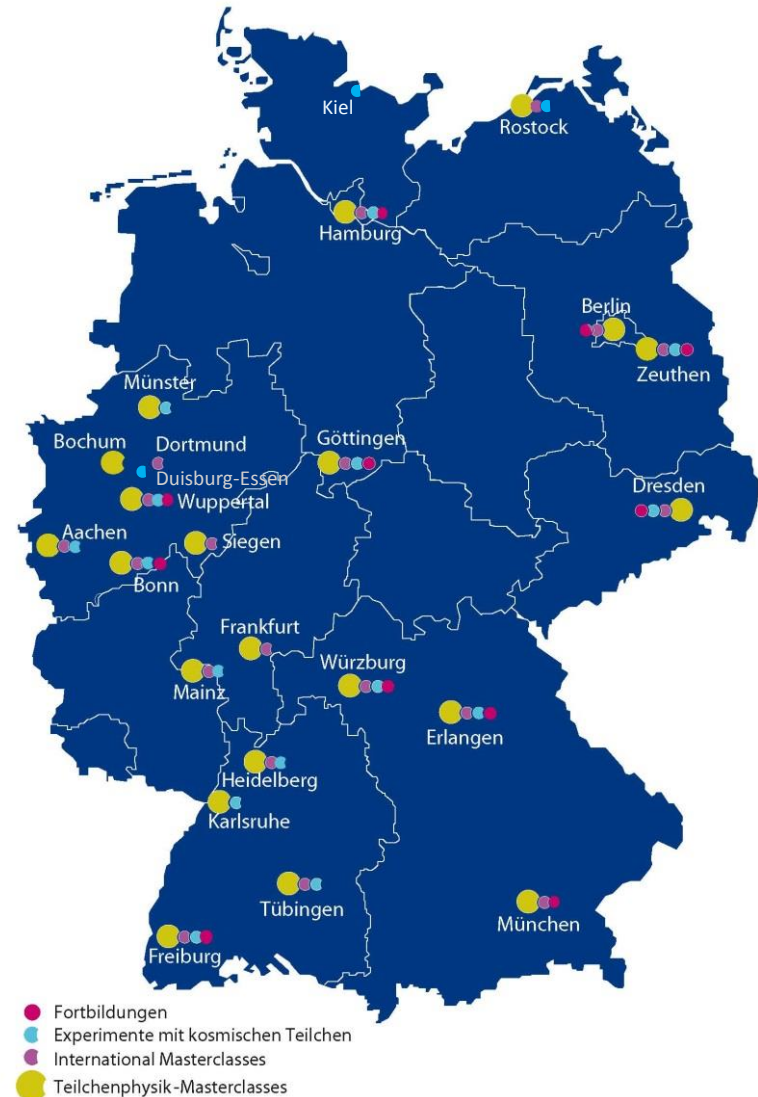 Kiel
Rostock
Hamburg
Berlin
Zeuthen
Münster
Bochum
Dortmund
Göttingen
Duisburg-Essen
Wuppertal
Dresden
Aachen
Siegen
Bonn
Frankfurt
Würzburg
Mainz
Erlangen
Heidelberg
Karlsruhe
Tübingen
München
Freiburg
Fortbildungen
Experimente mit kosmischen Teilchen
International Masterclasses
Teilchenphysik-Masterclasses